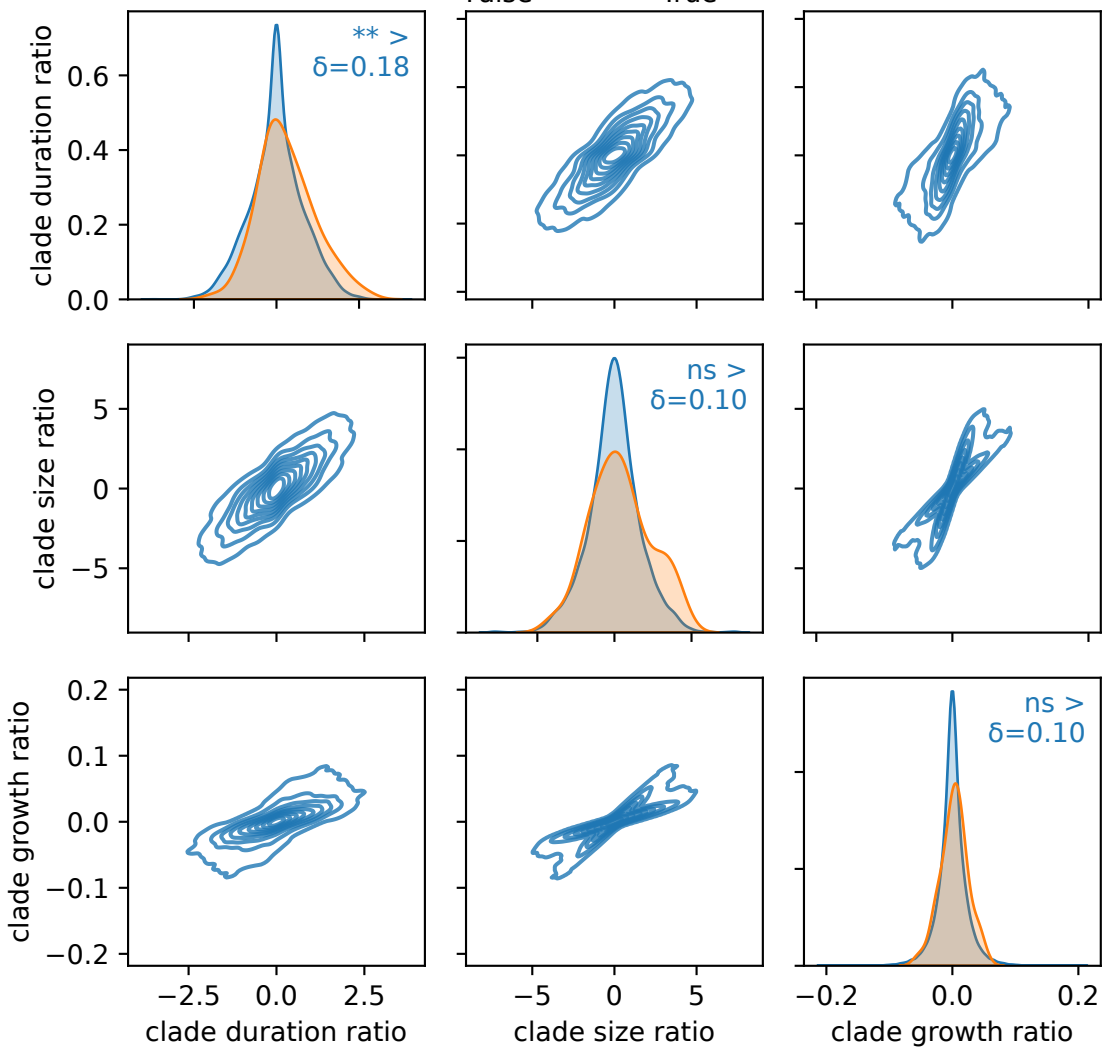 clade duration ratio
0.6
0.4
0.2
0.0
** >
δ=0.18
clade size ratio
5
0
−5
ns >
δ=0.10
clade growth ratio
0.2
0.1
0.0
−0.1
−0.2
ns >
δ=0.10
−2.5 0.0 2.5
clade duration ratio
−5 0 5
clade size ratio
−0.2 0.0 0.2
clade growth ratio